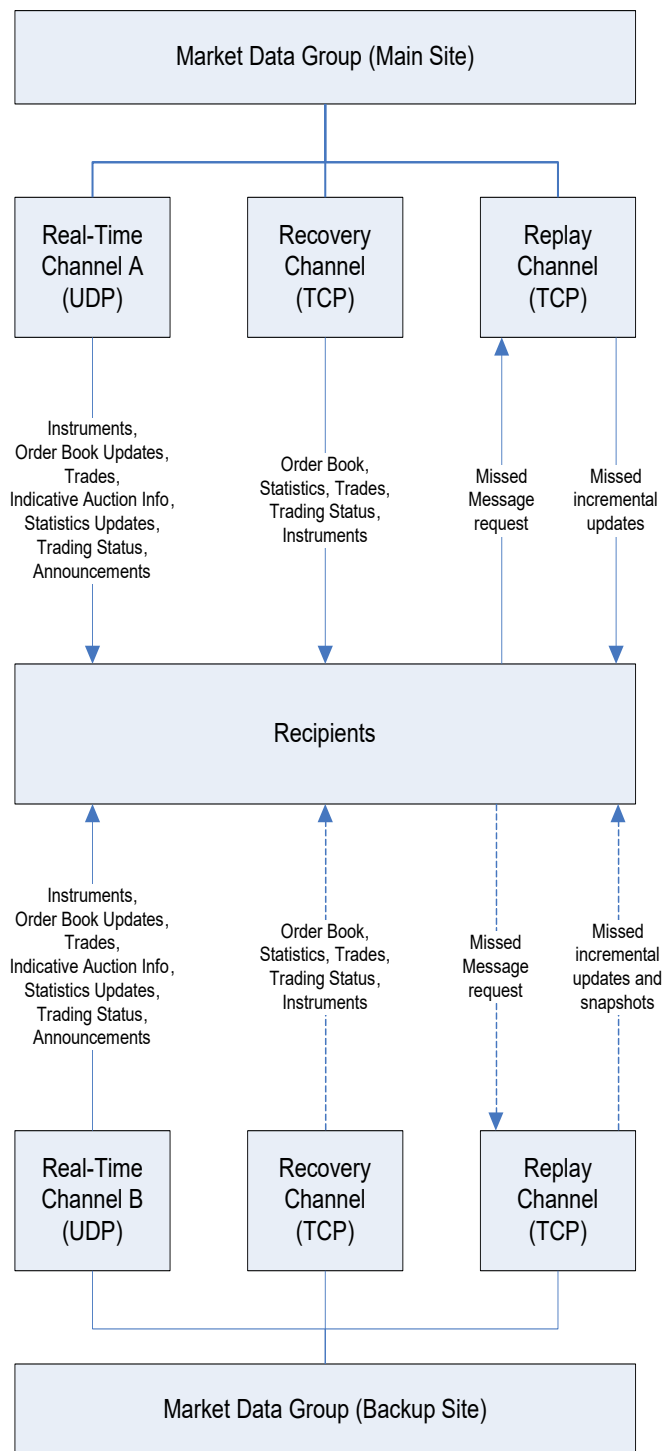 Market Data Group (Main Site)
Real-Time
Channel A
(UDP)
Recovery
Channel
(TCP)
Replay
Channel
(TCP)
Instruments,
Order Book Updates,
Trades,
Indicative Auction Info,
Statistics Updates,
Trading Status,
Announcements
Order Book,
Statistics, Trades,
Trading Status,
Instruments
Missed
Message
request
Missed
incremental
updates
Recipients
Instruments,
Order Book Updates,
Trades,
Indicative Auction Info,
Statistics Updates,
Trading Status,
Announcements
Order Book,
Statistics, Trades,
Trading Status,
Instruments
Missed
Message
request
Missed
incremental
updates and
snapshots
Real-Time
Channel B
(UDP)
Recovery
Channel
(TCP)
Replay
Channel
(TCP)
Market Data Group (Backup Site)